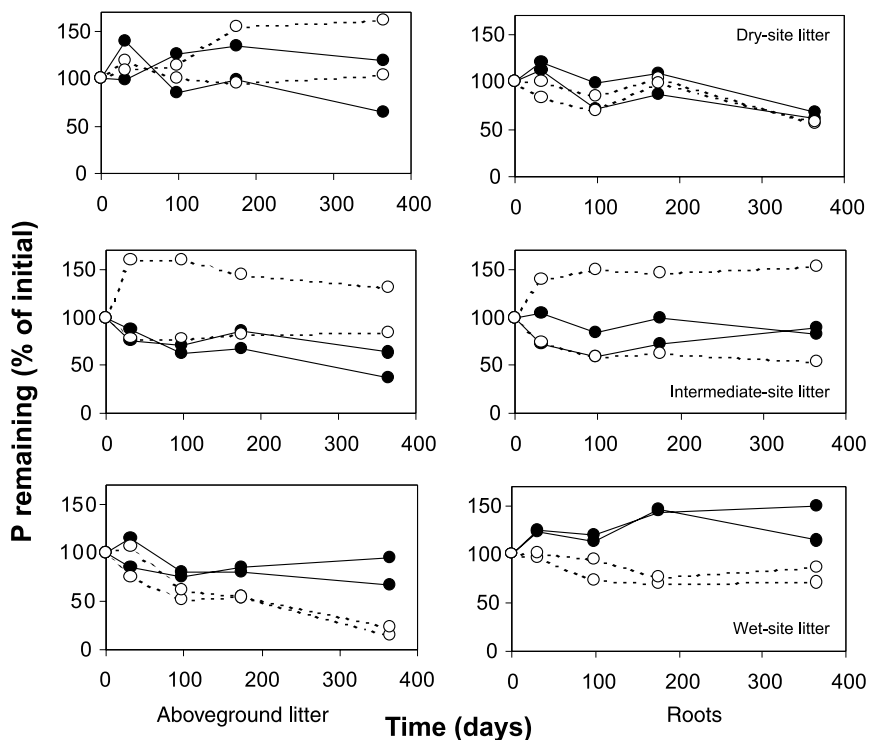 150
100
50
0
0 100 200 300 400
150
100
50
0
Dry-site litter
0 100 200 300 400
P remaining (% of initial)
150
100
50
0
0 100 200 300 400
150
100
50
0
Intermediate-site litter
0 100 200 300 400
150
100
50
0
0 100 200 300 400
Aboveground litter
150
100
50
0
Wet-site litter
0 100 200 300 400
Roots
Time (days)